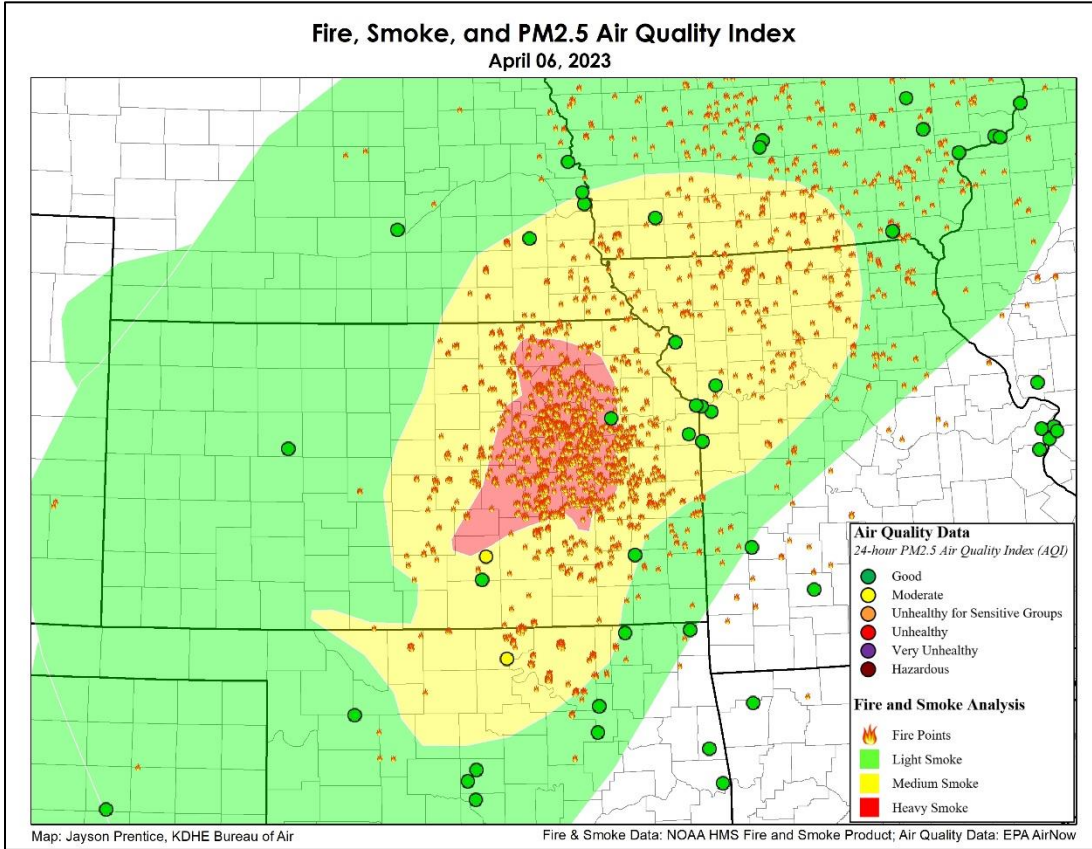 Fire, Smoke, and PM2.5 Air Quality Index
April 06, 2023
Air Quality Data
24-hour PM2.5 Air Quality Index (AQI)
Good
Moderate
Unhealthy for Sensitive Groups
Unhealthy
Very Unhealthy
Hazardous
Fire and Smoke Analysis
Fire Points
Light Smoke
Medium Smoke
Heavy Smoke
Map: Jayson Prentice, KDHE Bureau of Air
Fire & Smoke Data: NOAA HMS Fire and Smoke Product; Air Quality Data: EPA AirNow